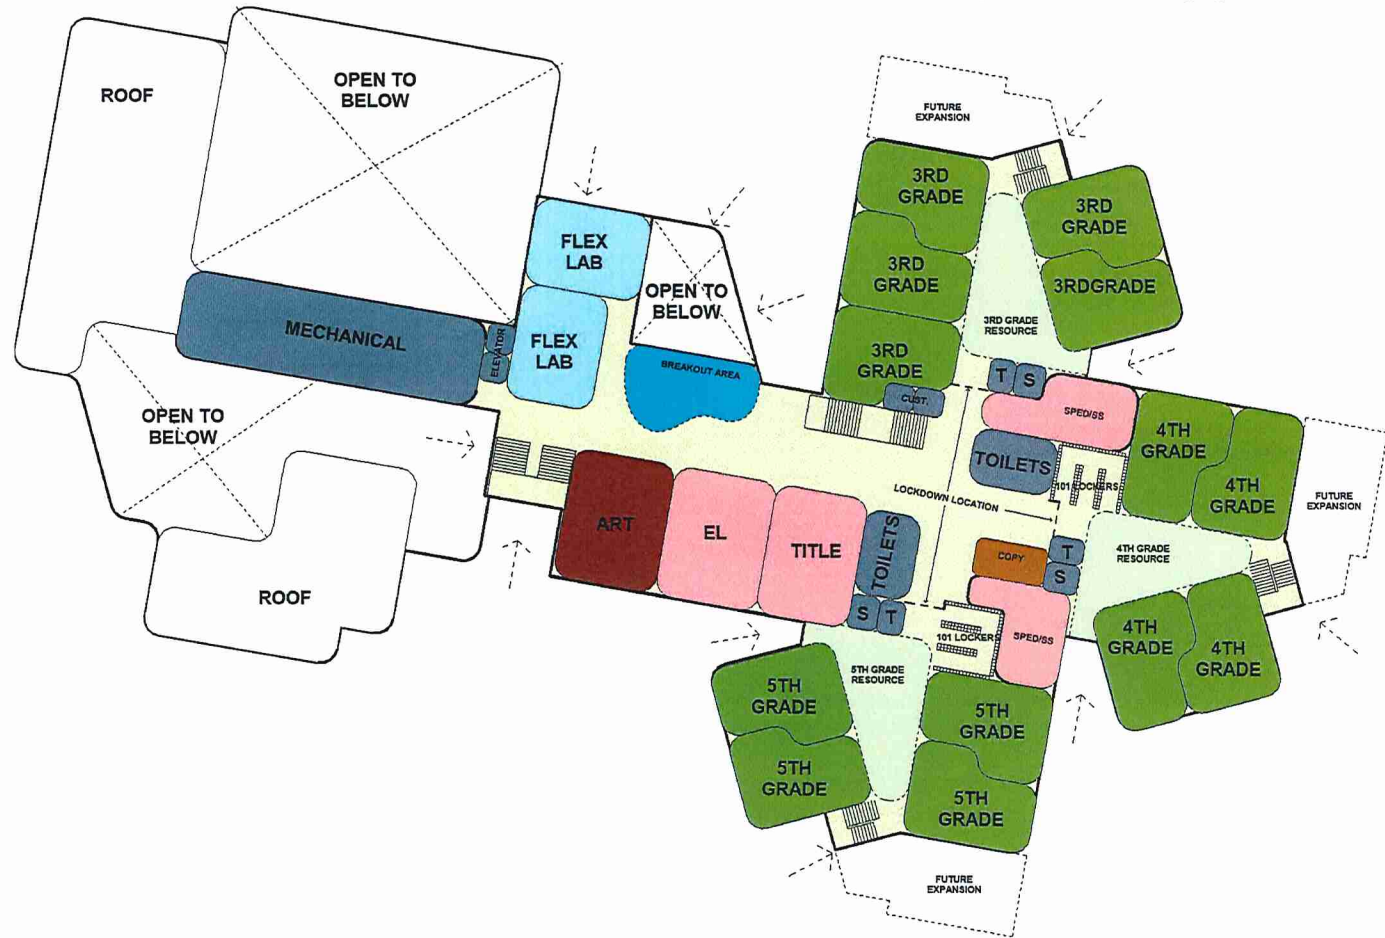 ROOF
OPEN TO
BELOW
FUTURE
EXPANSION
3RD
GRADE
3RD
GRADE
FLEX
LAB
3RD
GRADE
3RDGRADE
OPEN TO
BELOW
3RD GRADE
RESOURCE
MECHANICAL
ELEVATOR
FLEX
LAB
3RD
GRADE
BREAKOUT AREA
T
S
CUST.
SPED/SS
OPEN TO
BELOW
4TH
GRADE
TOILETS
4TH
GRADE
101 LOCKERS
FUTURE
EXPANSION
LOCKDOWN LOCATION
ART
EL
TITLE
TOILETS
COPY
T
S
4TH GRADE
RESOURCE
ROOF
S
T
101 LOCKERS
SPED/SS
4TH
GRADE
4TH
GRADE
5TH GRADE
RESOURCE
5TH
GRADE
5TH
GRADE
5TH
GRADE
5TH
GRADE
FUTURE
EXPANSION